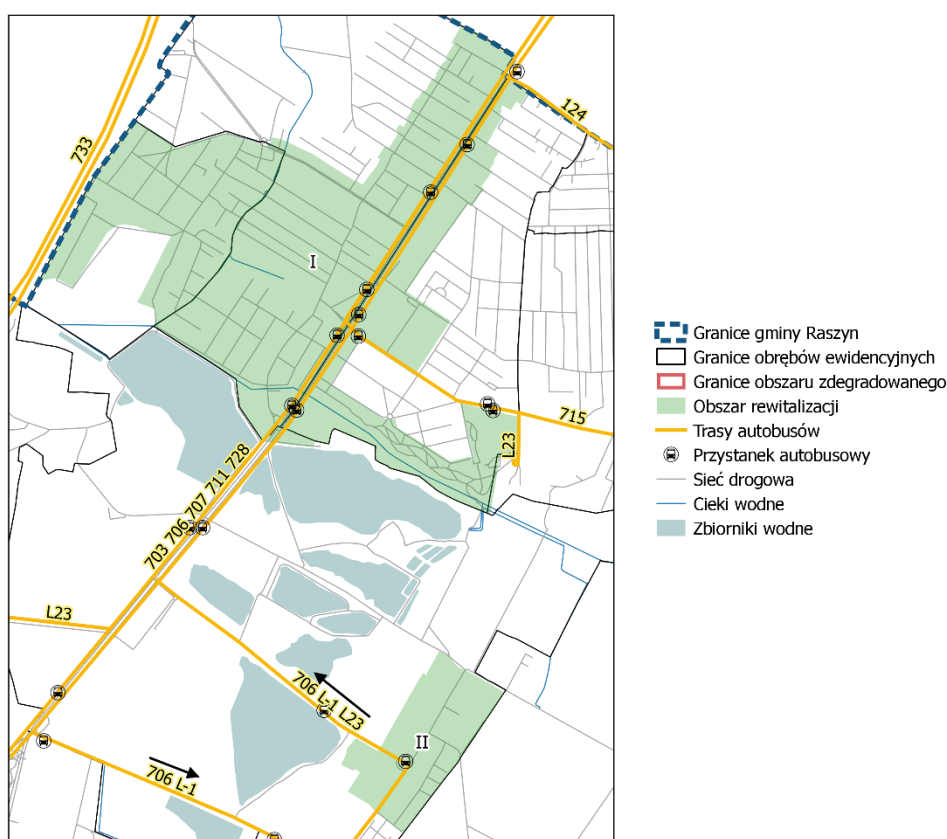 124
733
I
715
L23
703 706 707 711 728
L23
706 L-1 L23
II
706 L-1
Granice gminy Raszyn
Granice obrębów ewidencyjnych
Granice obszaru zdegradowanego
Obszar rewitalizacji
Trasy autobusów
Przystanek autobusowy
Sieć drogowa
Cieki wodne
Zbiorniki wodne